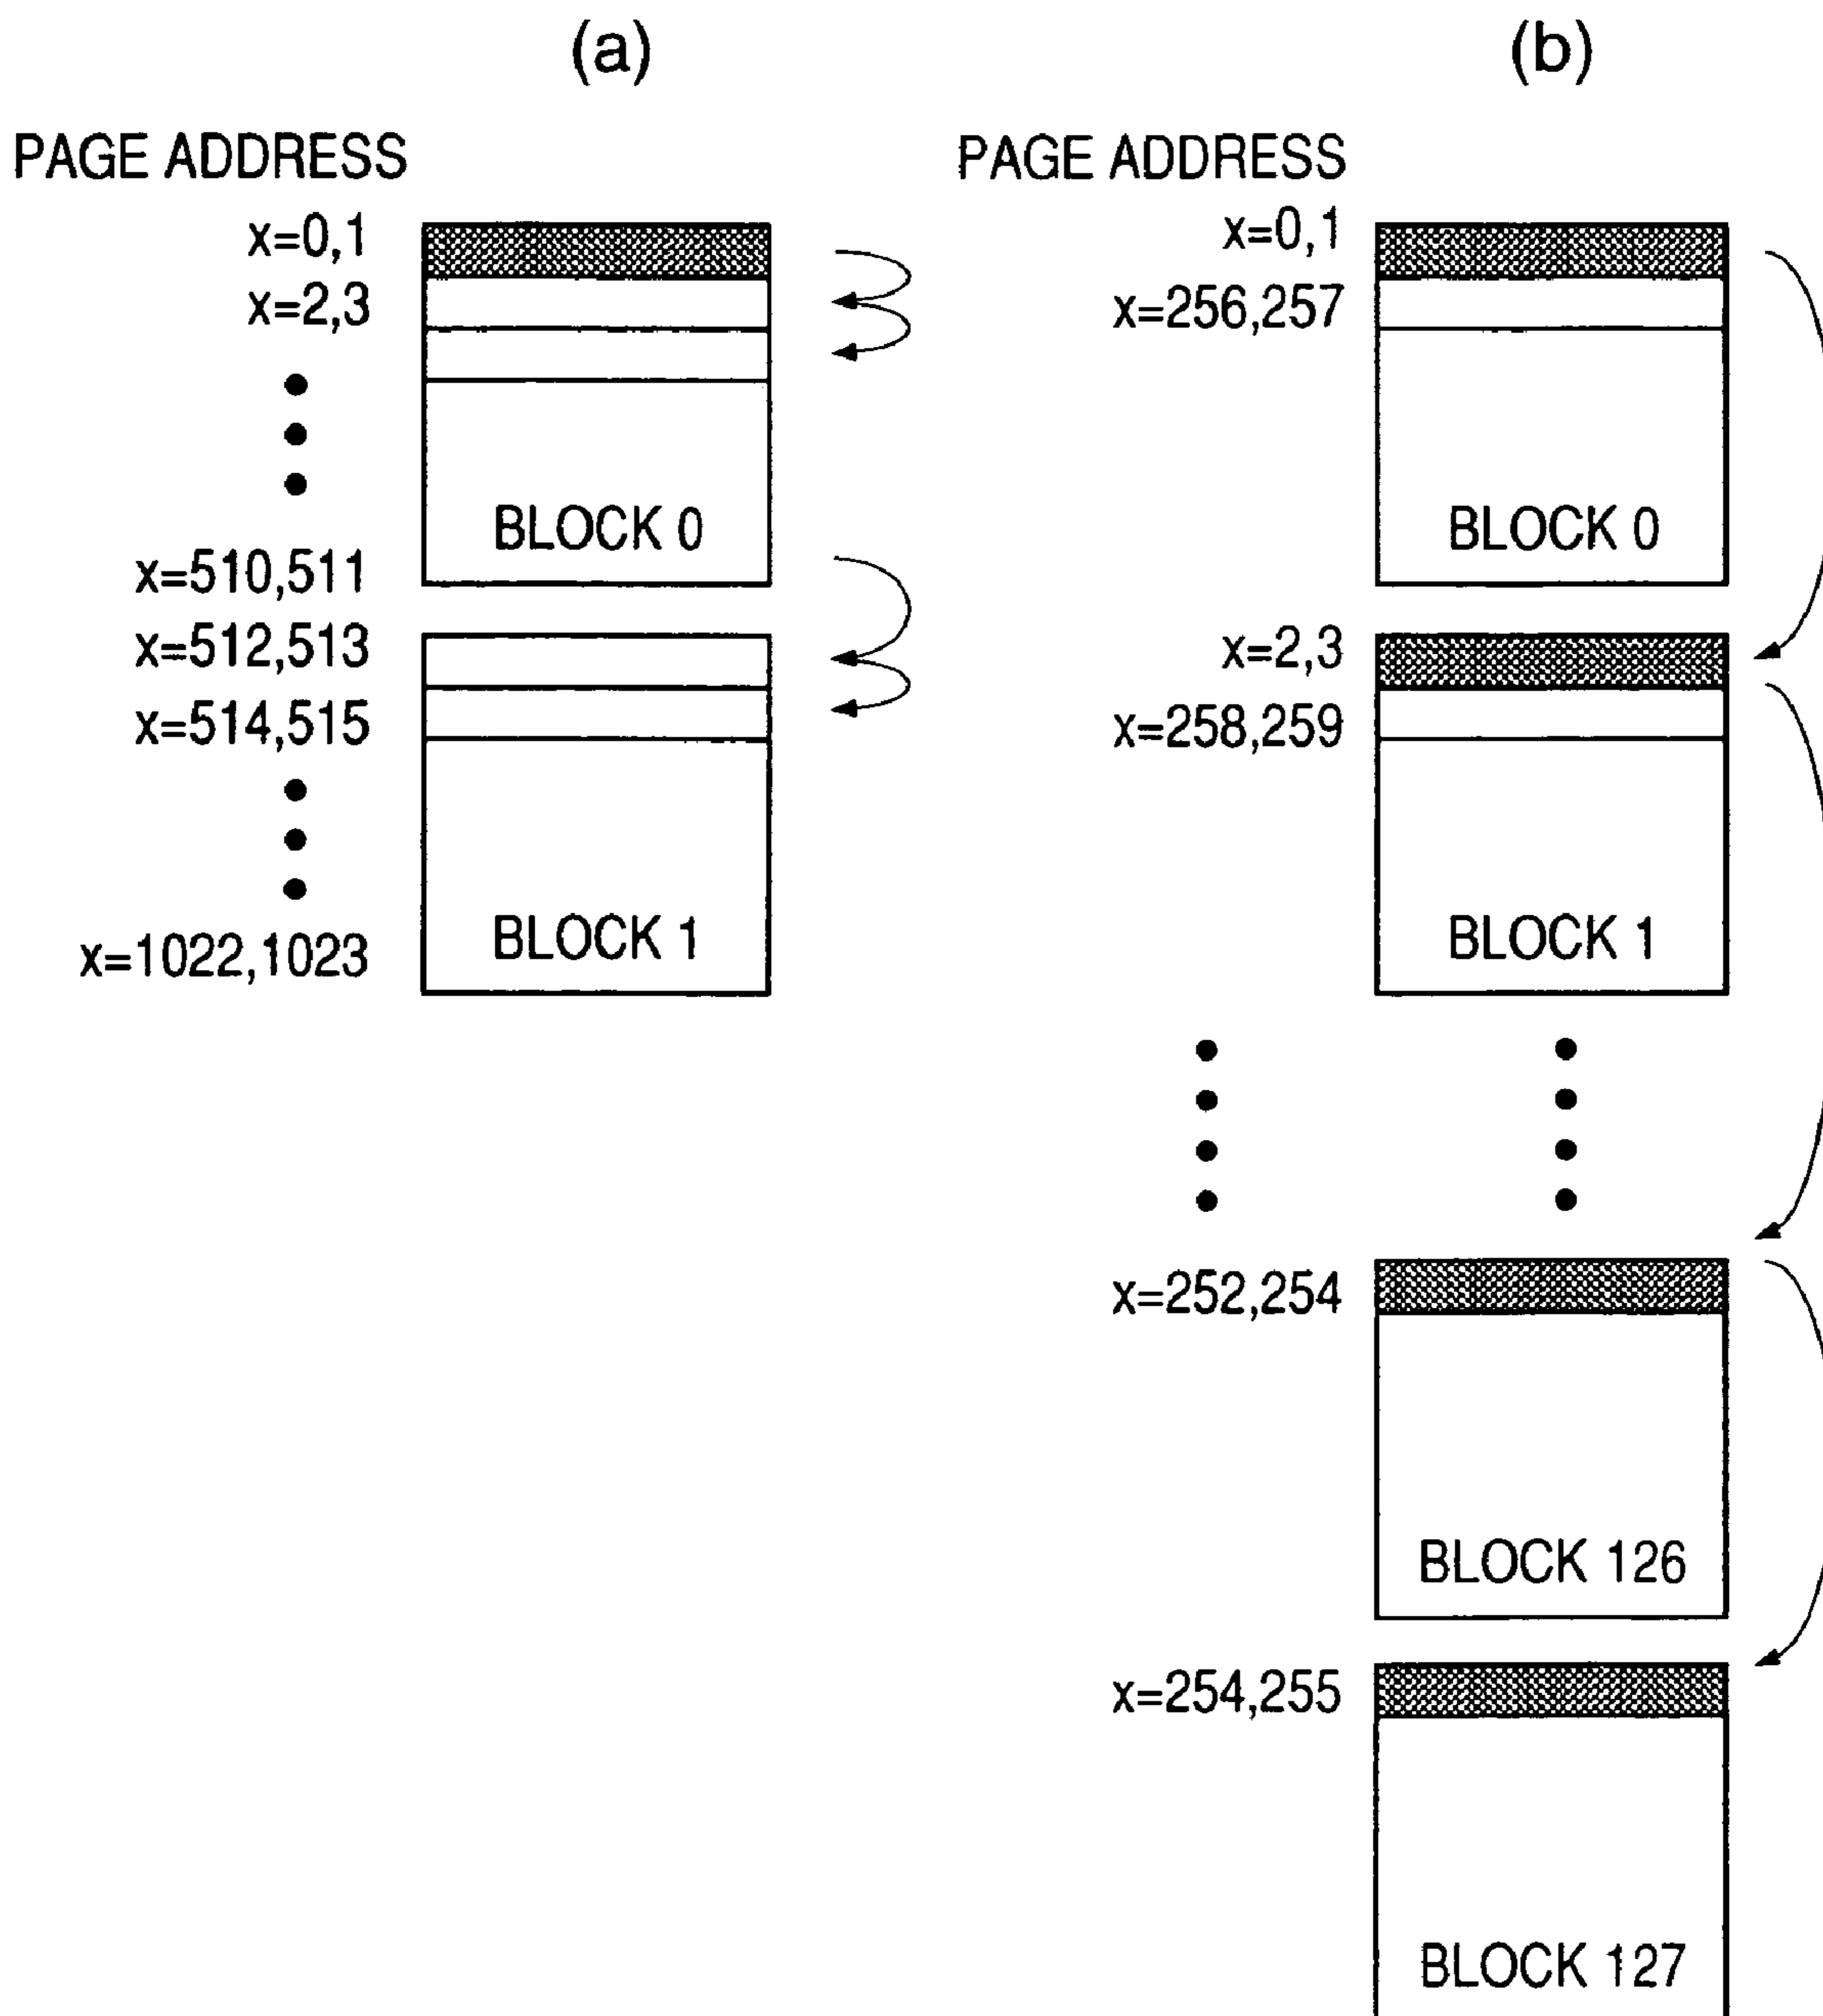 (a)
PAGE ADDRESS
x=0,1
x=2,3
BLOCK 0
x=510,511
x=512,513
x=514,515
BLOCK 1
x=1022,1023
(b)
PAGE ADDRESS
x=0,1
x=256,257
BLOCK 0
x=2,3
x=258,259
BLOCK 1
x=252,254
BLOCK 126
x=254,255
BLOCK 127